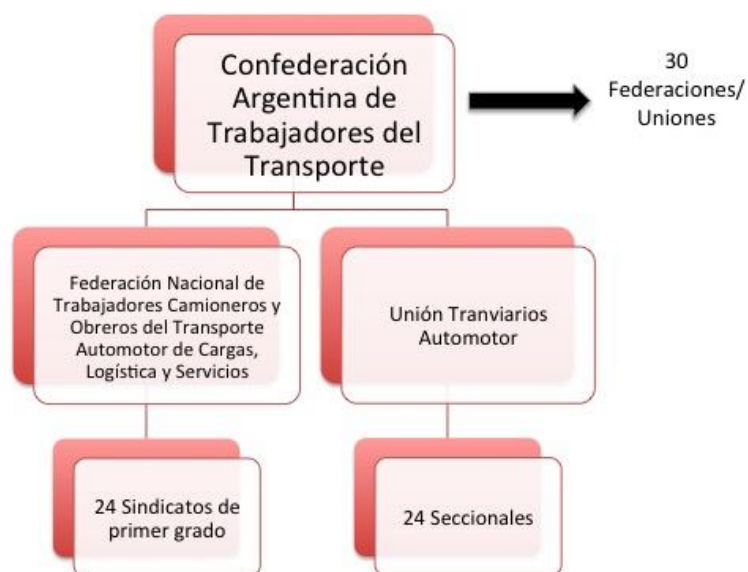 Confederación
Argentina de
Trabajadores del
Transporte
30
Federaciones/
Uniones
Federación Nacional de
Trabajadores Camioneros y
Obreros del Transporte
Automotor de Cargas,
Logística y Servicios
Unión Tranviarios
Automotor
24 Sindicatos de
primer grado
24 Seccionales